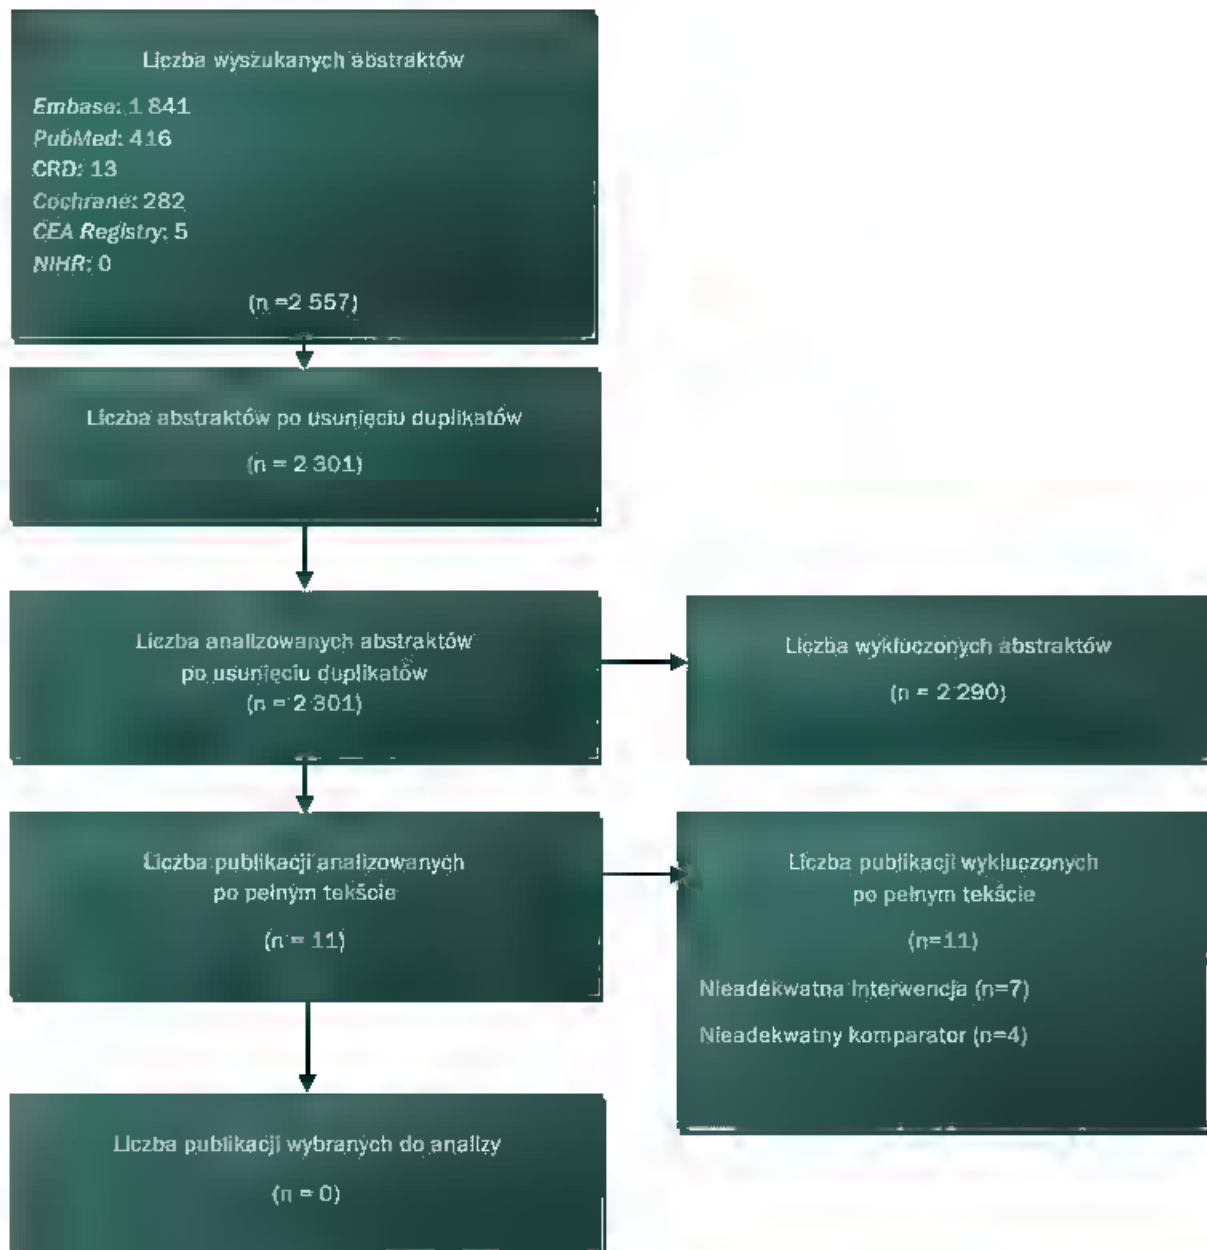 Liczba wyszukanych abstraktów
Embase: 1 841
PubMed: 416
CRD: 13
Cochrane: 282
CEA Registry: 5
NIHR: 0
(n =2 557)
Liczba abstraktów po usunięciu duplikatów
(n = 2 301)
Liczba analizowanych abstraktów
po usunięciu duplikatów
(n = 2 301)
Liczba wykluczonych abstraktów
(n = 2 290)
Liczba publikacji analizowanych
po pełnym tekście
(n = 11)
Liczba publikacji wykluczonych
po pełnym tekście
(n=11)
Nieadekwatna interwencja (n=7)
Nieadekwatny komparator (n=4)
Liczba publikacji wybranych do analizy
(n = 0)